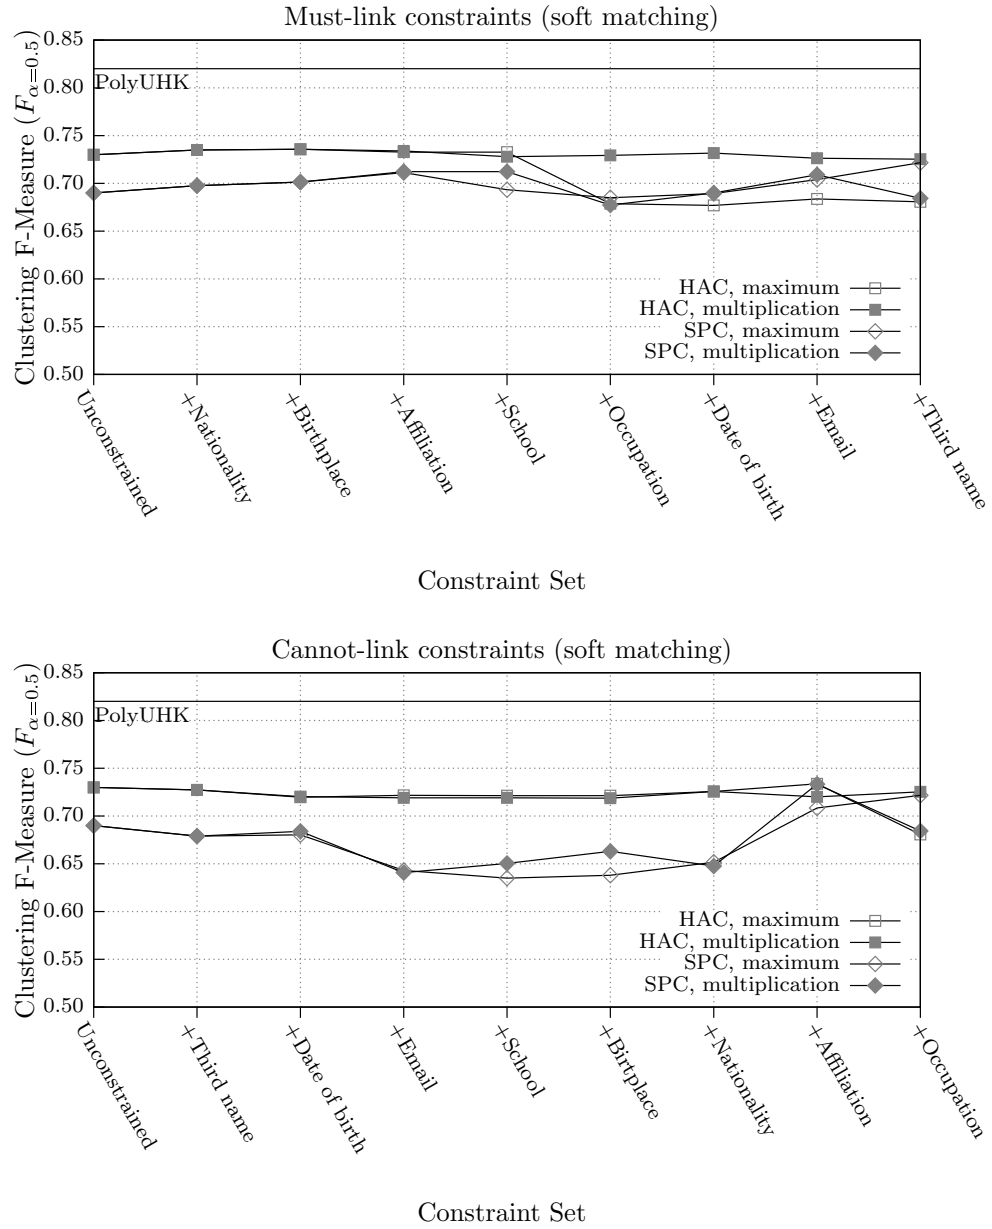 Must-link constraints (soft matching)
Clustering F-Measure (Fα=0.5)
0.85
0.80
0.75
0.70
0.65
0.60
0.55
0.50
PolyUHK
HAC, maximum
HAC, multiplication
SPC, maximum
SPC, multiplication
Unconstrained
+Nationality
+Birthplace
+Affiliation
+School
+Occupation
+Date of birth
+Email
+Third name
Constraint Set
Cannot-link constraints (soft matching)
Clustering F-Measure (Fα=0.5)
0.85
0.80
0.75
0.70
0.65
0.60
0.55
0.50
PolyUHK
HAC, maximum
HAC, multiplication
SPC, maximum
SPC, multiplication
Unconstrained
+Third name
+Date of birth
+Email
+School
+Birtplace
+Nationality
+Affiliation
+Occupation
Constraint Set